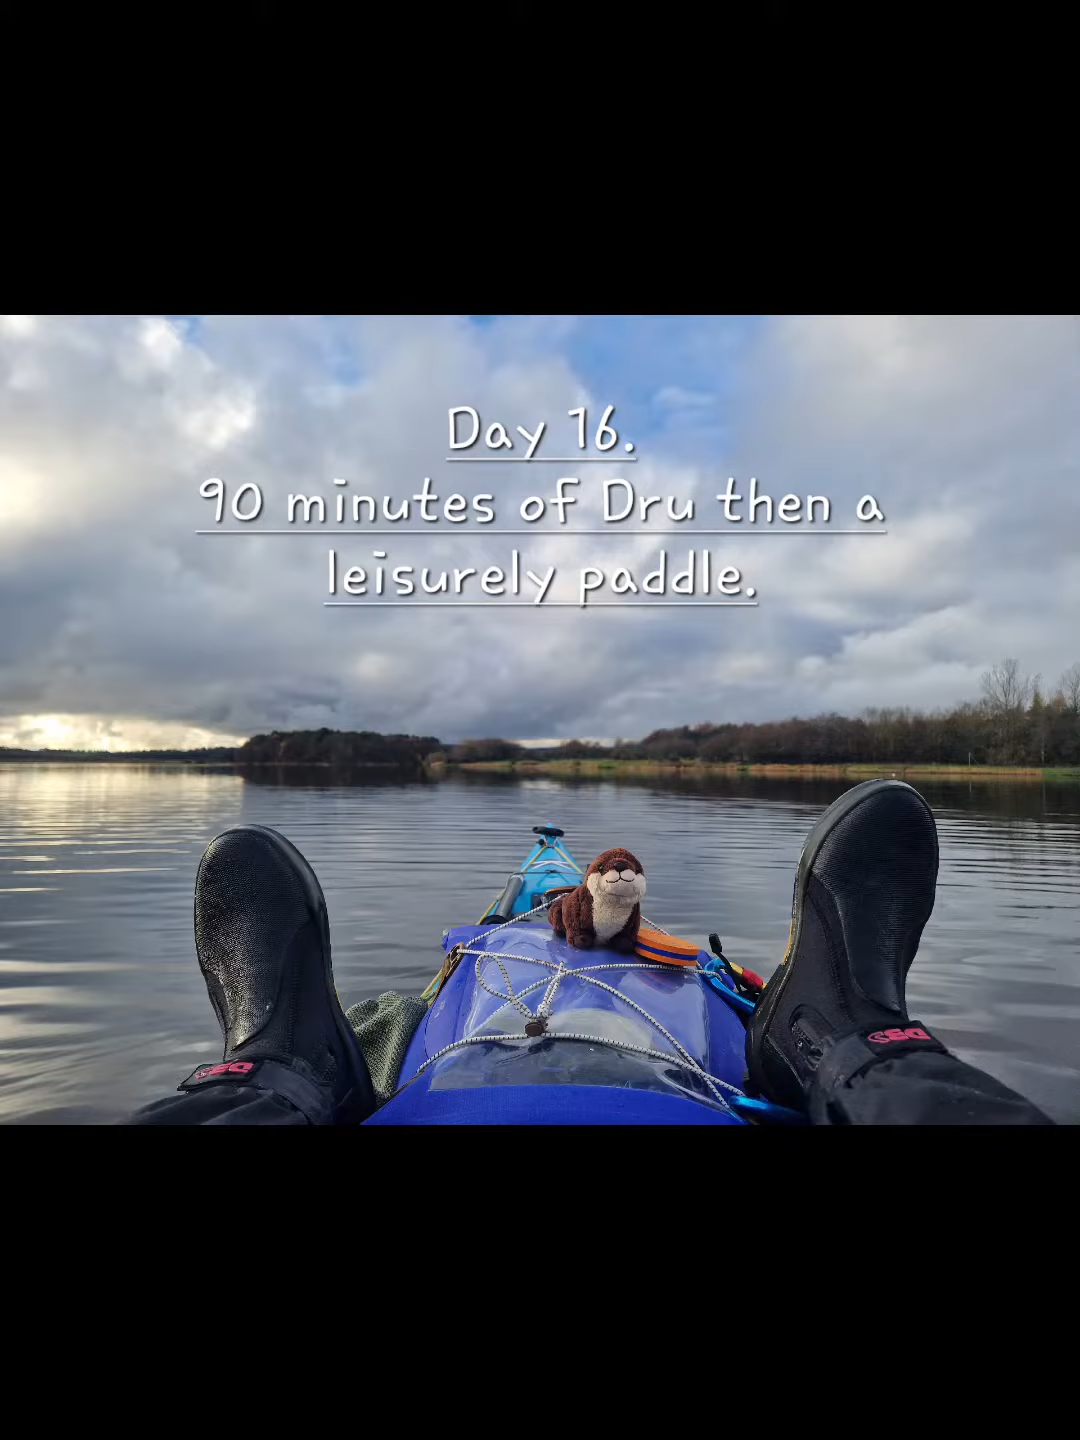 Day 16.
90 minutes of Dru then a
leisurely paddle.